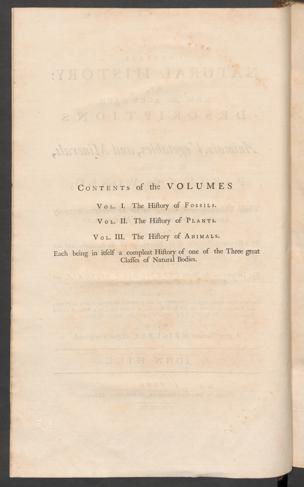 CONTENTS of the VOLUMES
VOL. I. The Hiſtory of FOSSILS.
VOL. II. The Hiſtory of PLANTS.
VOL. III. The Hiſtory of ANIMALS.
Each being in itſelf a compleat Hiſtory of one of the Three great
Claſſes of Natural Bodies.